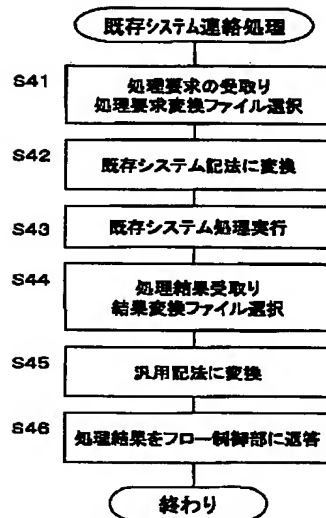 既存システム連絡処理
S41
処理要求の受取り
処理要求変換ファイル選択
S42
既存システム記法に変換
S43
既存システム処理実行
S44
処理結果受取り
結果変換ファイル選択
S45
汎用記法に変換
S46
処理結果をフロー制御部に返答
終わり